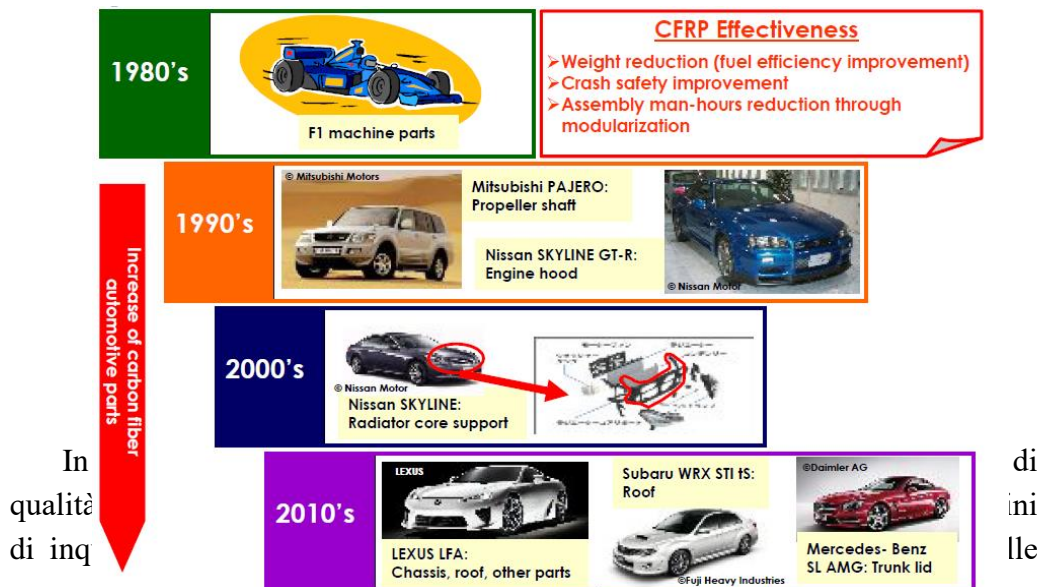 1980's
F1 machine parts
CFRP Effectiveness
➢Weight reduction (fuel efficiency improvement)
➢Crash safety improvement
➢Assembly man-hours reduction through
modularization
Increase of carbon fiber
automotive parts
1990's
© Mitsubishi Motors
Mitsubishi PAJERO:
Propeller shaft
Nissan SKYLINE GT-R:
Engine hood
© Nissan Motor
2000's
© Nissan Motor
Nissan SKYLINE:
Radiator core support
2010's
LEXUS
LEXUS LFA:
Chassis, roof, other parts
Subaru WRX STI tS:
Roof
©Fuji Heavy Industries
©Daimler AG
Mercedes- Benz
SL AMG: Trunk lid
In di
qualità ini
di inq lle